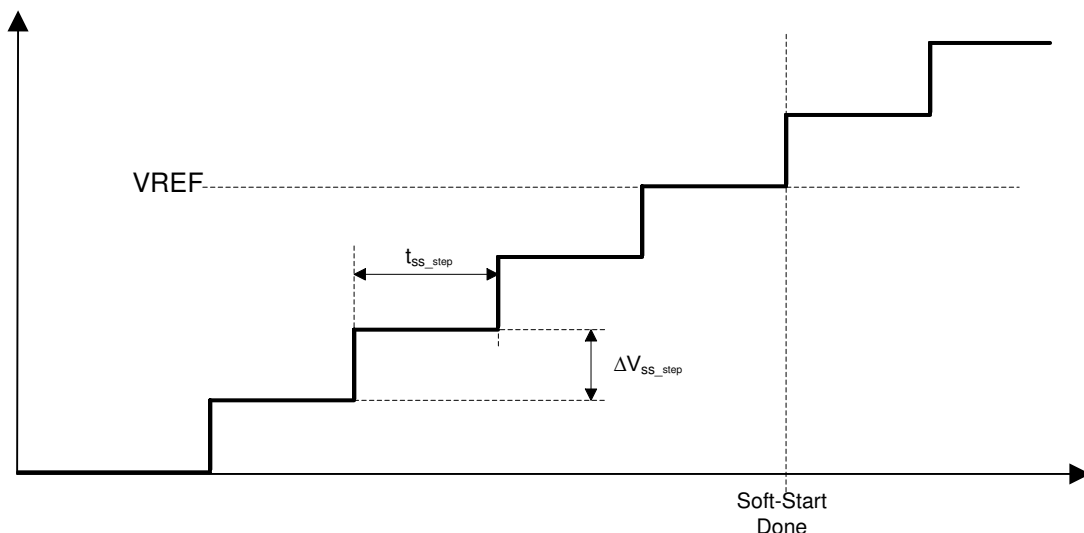 VREF
tss_step
ΔVss_step
Soft-Start
Done